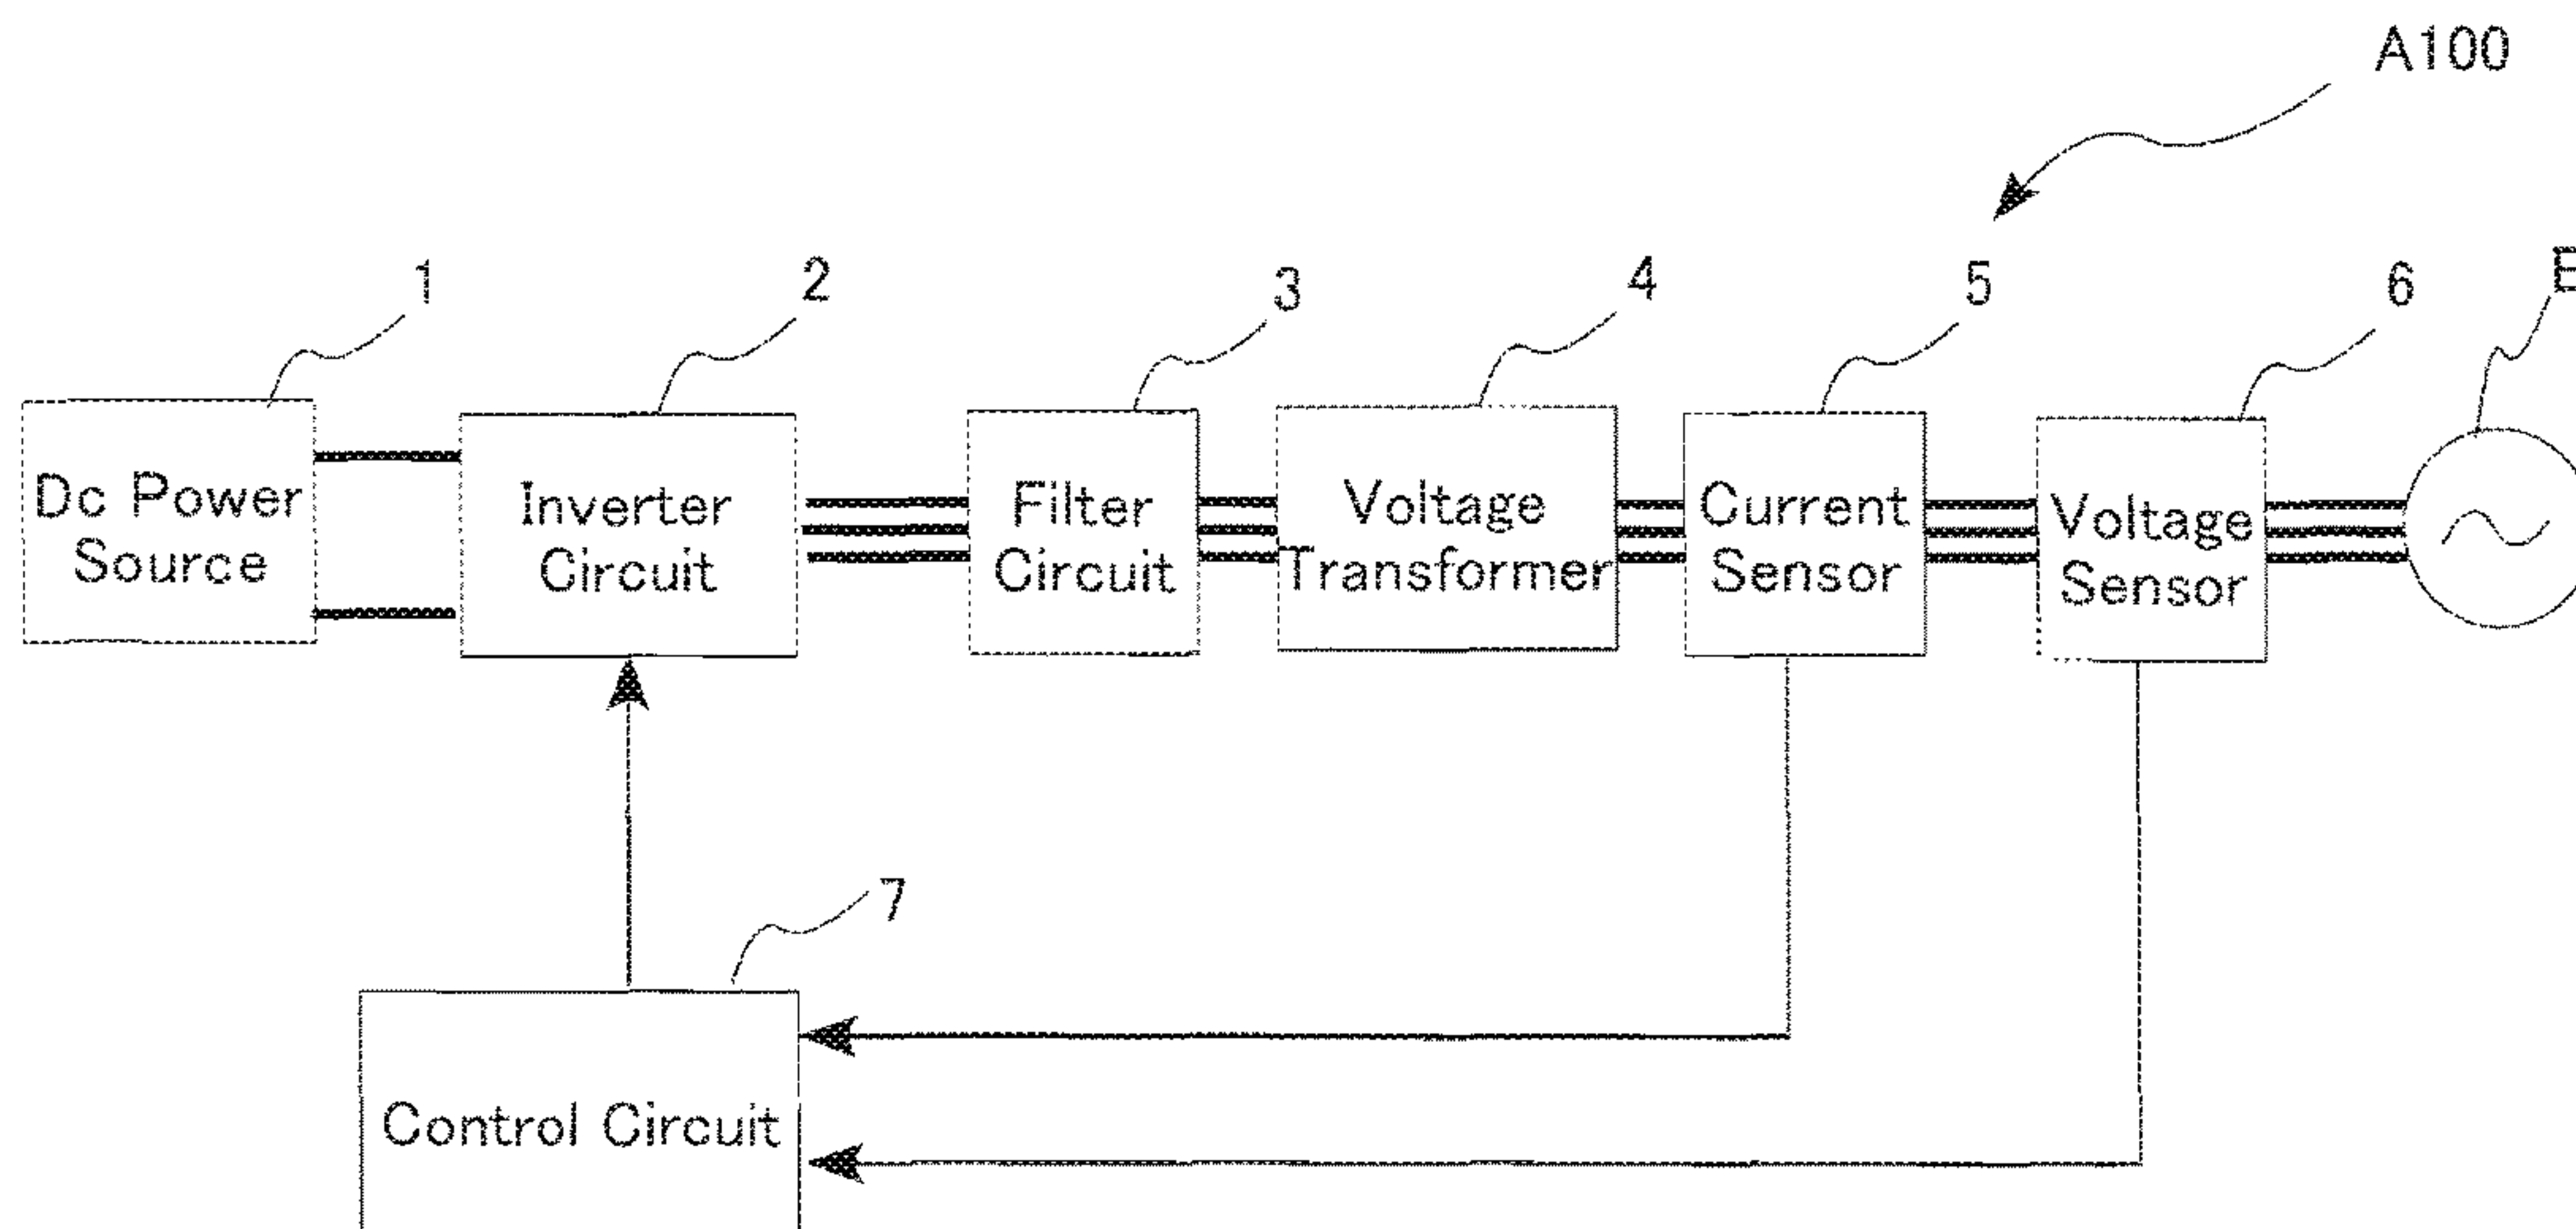 A100
1
2
3
4
5
6
Dc Power
Source
Inverter
Circuit
Filter
Circuit
Voltage
Transformer
Current
Sensor
Voltage
Sensor
7
Control Circuit